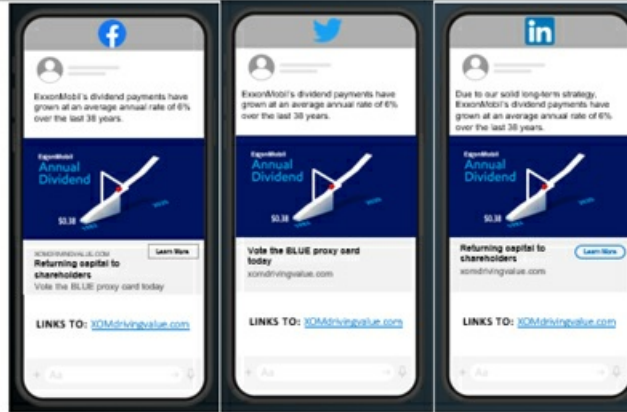 f
ExxonMobil's dividend payments have
grown at an average annual rate of 6%
over the last 38 years.
ExxonMobil
Annual
Dividend
$0.38
XOMDRIVINGVALUE.COM
Learn More
Returning capital to
shareholders
Vote the BLUE proxy card today
LINKS TO: XOMdrivingvalue.com
Aa
ExxonMobil's dividend payments have
grown at an average annual rate of 6%
over the last 38 years.
ExxonMobil
Annual
Dividend
$0.38
Vote the BLUE proxy card
today
xomdrivingvalue.com
LINKS TO: XOMdrivingvalue.com
Aa
in
Due to our solid long-term strategy,
ExxonMobil's dividend payments have
grown at an average annual rate of 6%
over the last 38 years.
ExxonMobil
Annual
Dividend
$0.38
Returning capital to
shareholders
Learn More
xomdrivingvalue.com
LINKS TO: XOMdrivingvalue.com
Aa